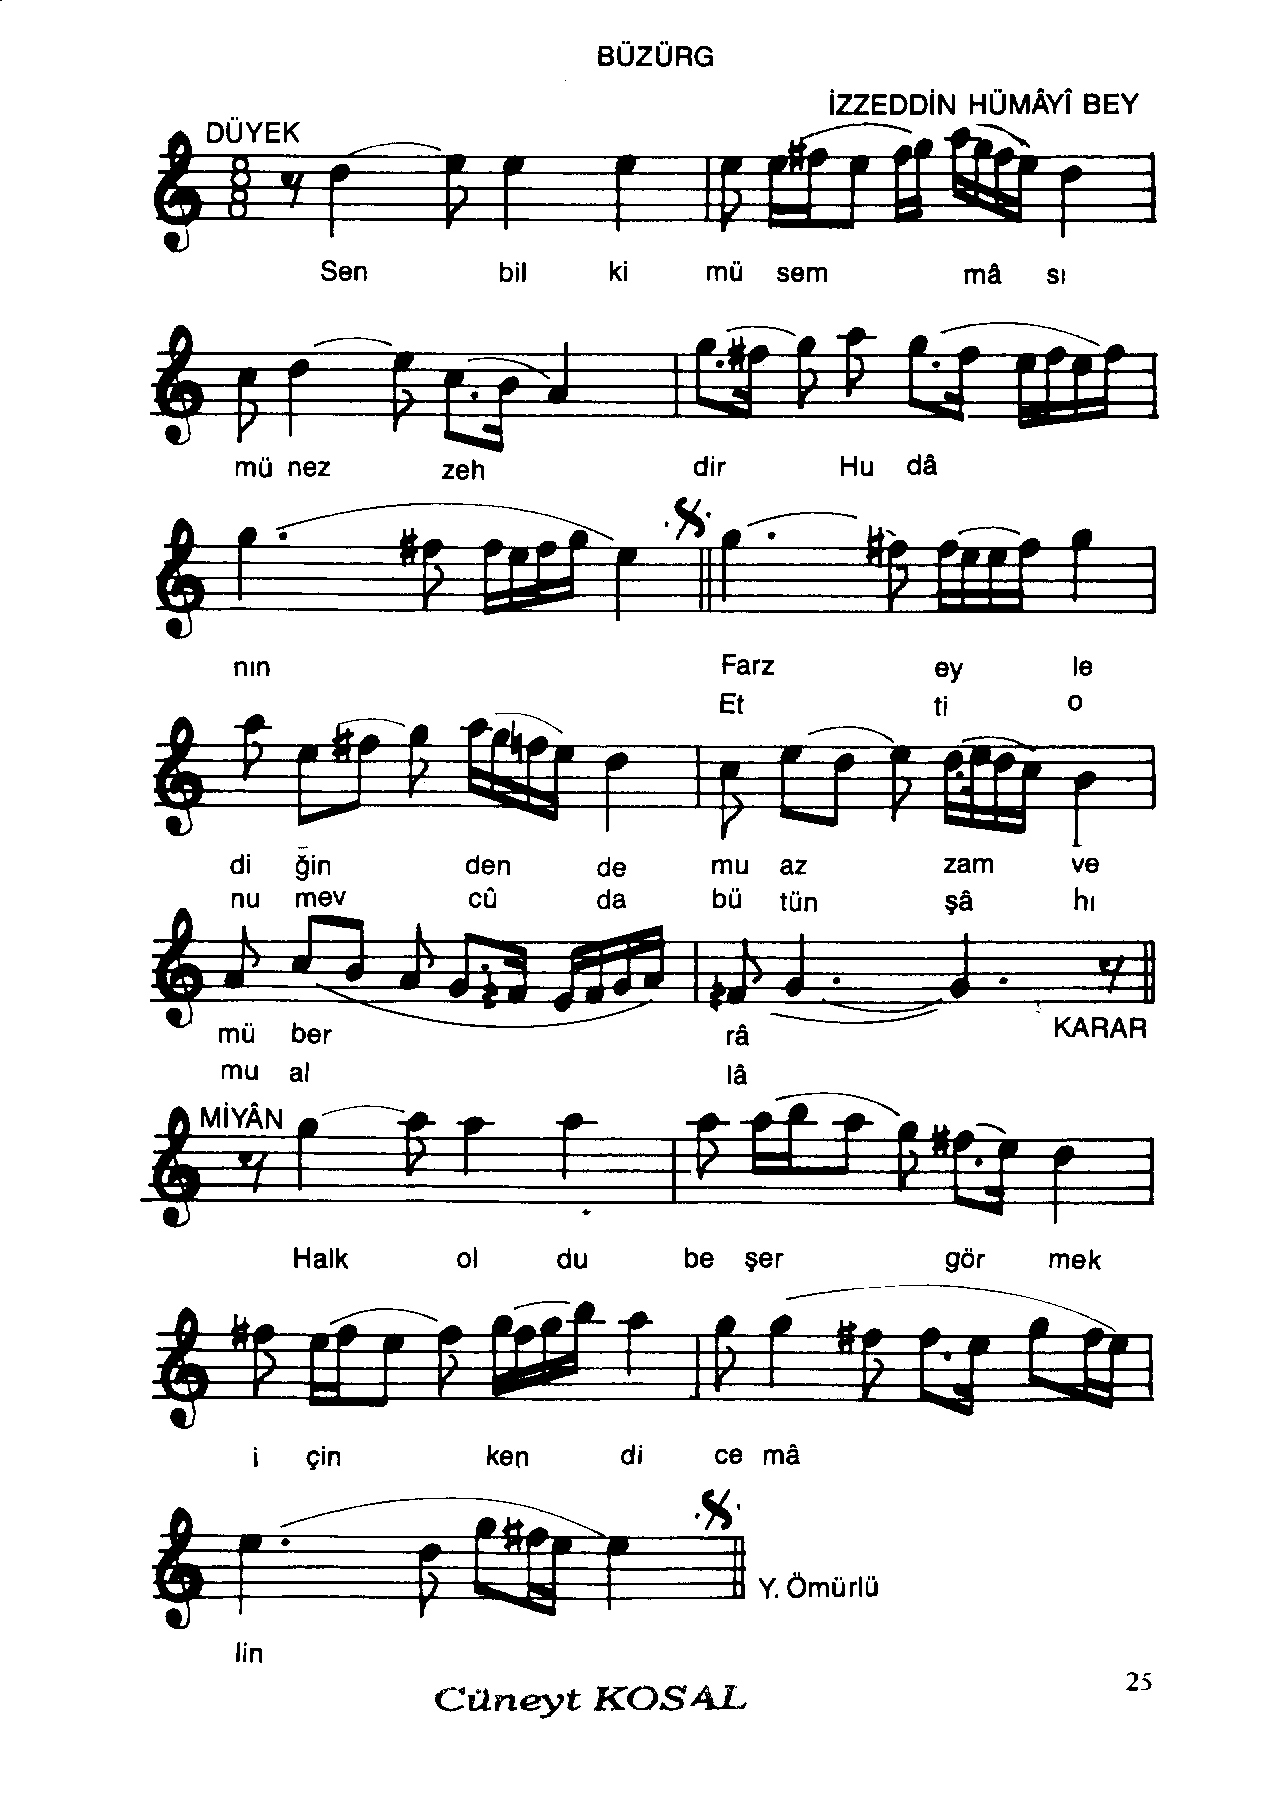 BÜZÜRG
İZZEDDİN HÜMÂYÎ BEY
DÜYEK
8
8
Sen bil ki mü sem mâ sı
mü nez zeh dir Hu dâ
nın Farz ey le
Et ti o
di ğin den de mu az zam ve
nu mev cû da bü tün şâ hı
mü ber râ KARAR
mu al lâ
MİYÂN
Halk ol du be şer gör mek
i çin ken di ce mâ
Y. Ömürlü
lin
Cüneyt KOSAL
25